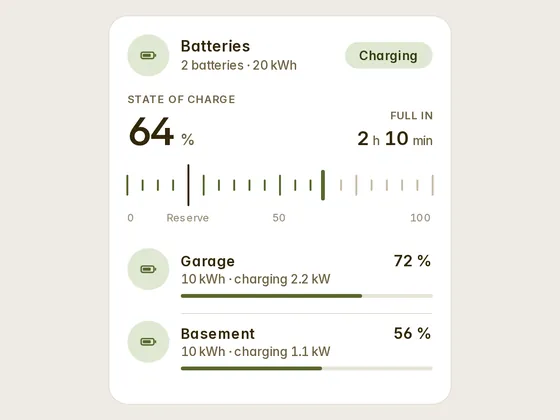 Batteries
2 batteries · 20 kWh
Charging
STATE OF CHARGE
64 %
FULL IN
2 h 10 min
0 Reserve 50 100
Garage
72 %
10 kWh · charging 2.2 kW
Basement
56 %
10 kWh · charging 1.1 kW